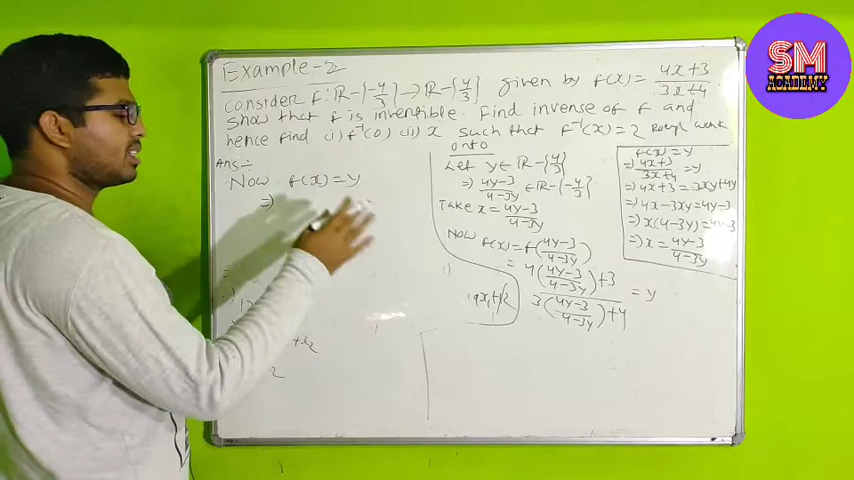 SM
ACADEMY
Example-2
consider f: R-{-4/3} → R-{4/3} given by f(x) = (4x+3)/(3x+4)
show that f is invertible. Find inverse of f and
hence find (i) f⁻¹(0) (ii) x such that f⁻¹(x) = 2
Ans:-
Now f(x) = y
⇒
+x₂
2
onto
Let y ∈ R-{4/3}
⇒ (4y-3)/(4-3y) ∈ R-{-4/3}
Take x = (4y-3)/(4-3y)
Now f(x) = f((4y-3)/(4-3y))
= (4((4y-3)/(4-3y))+3)/(3((4y-3)/(4-3y))+4) = y
Rough work
f(x) = y
⇒ (4x+3)/(3x+4) = y
⇒ 4x+3 = 3xy+4y
⇒ 4x-3xy = 4y-3
⇒ x(4-3y) = 4y-3
⇒ x = (4y-3)/(4-3y)